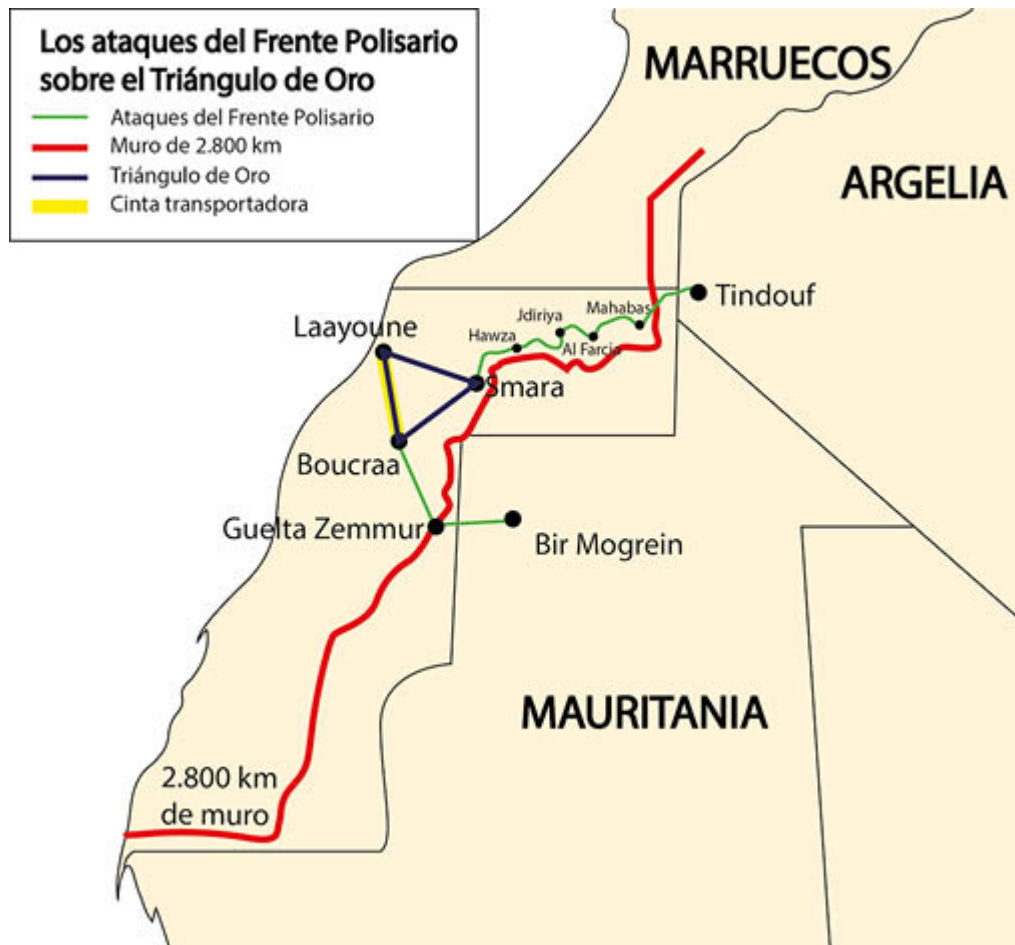 Los ataques del Frente Polisario
sobre el Triángulo de Oro
Ataques del Frente Polisario
Muro de 2.800 km
Triángulo de Oro
Cinta transportadora
MARRUECOS
ARGELIA
Tindouf
Mahabas
Jdiriya
Laayoune
Hawza
Al Farcia
Smara
Boucraa
Guelta Zemmur
Bir Mogrein
MAURITANIA
2.800 km
de muro